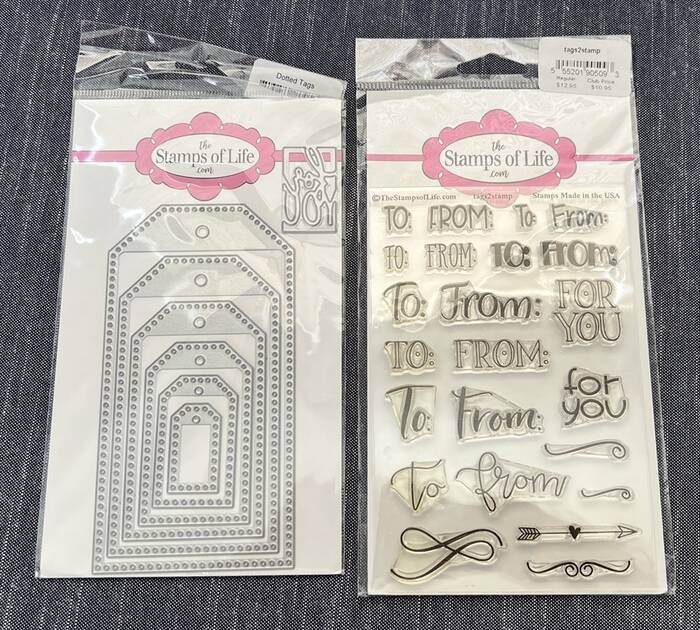 Dotted Tags
the
Stamps of Life
.com
for
YOU
tags2stamp
5 55201 90509 3
Regular Club Price
$12.95 $10.95
the
Stamps of Life
.com
©TheStampsofLife.com tags2stamp Stamps Made in the USA
TO: FROM: To: From:
TO: FROM: TO: FROM:
To: From: FOR
YOU
TO: FROM:
for
you
To: From:
to from